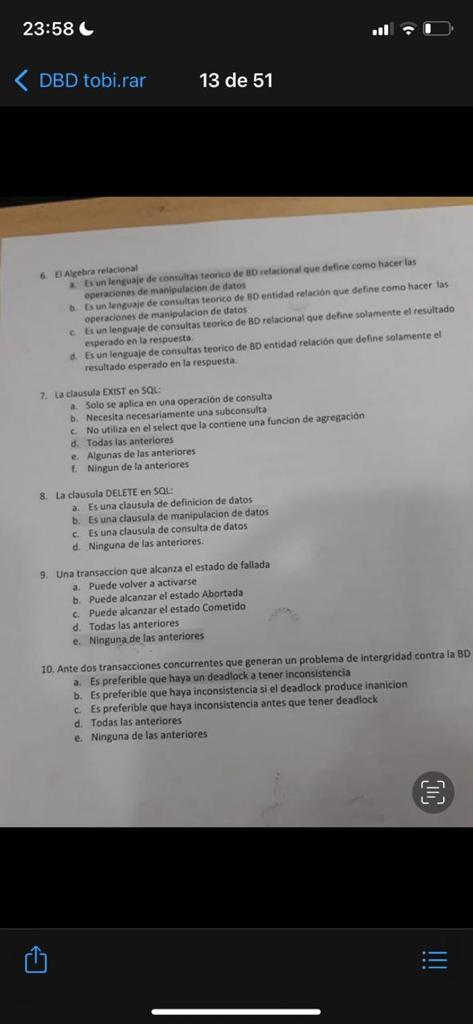 23:58
DBD tobi.rar
13 de 51
6. El Algebra relacional
a. Es un lenguaje de consultas teorico de BD relacional que define como hacer las
operaciones de manipulacion de datos
b. Es un lenguaje de consultas teorico de BD entidad relación que define como hacer las
operaciones de manipulacion de datos
c. Es un lenguaje de consultas teorico de BD relacional que define solamente el resultado
esperado en la respuesta.
d. Es un lenguaje de consultas teorico de BD entidad relación que define solamente el
resultado esperado en la respuesta.
7. La clausula EXIST en SQL:
a. Solo se aplica en una operación de consulta
b. Necesita necesariamente una subconsulta
c. No utiliza en el select que la contiene una funcion de agregación
d. Todas las anteriores
e. Algunas de las anteriores
f. Ningun de la anteriores
8. La clausula DELETE en SQL:
a. Es una clausula de definicion de datos
b. Es una clausula de manipulacion de datos
c. Es una clausula de consulta de datos
d. Ninguna de las anteriores.
9. Una transaccion que alcanza el estado de fallada
a. Puede volver a activarse
b. Puede alcanzar el estado Abortada
c. Puede alcanzar el estado Cometido
d. Todas las anteriores
e. Ninguna de las anteriores
10. Ante dos transacciones concurrentes que generan un problema de intergridad contra la BD
a. Es preferible que haya un deadlock a tener inconsistencia
b. Es preferible que haya inconsistencia si el deadlock produce inanicion
c. Es preferible que haya inconsistencia antes que tener deadlock
d. Todas las anteriores
e. Ninguna de las anteriores